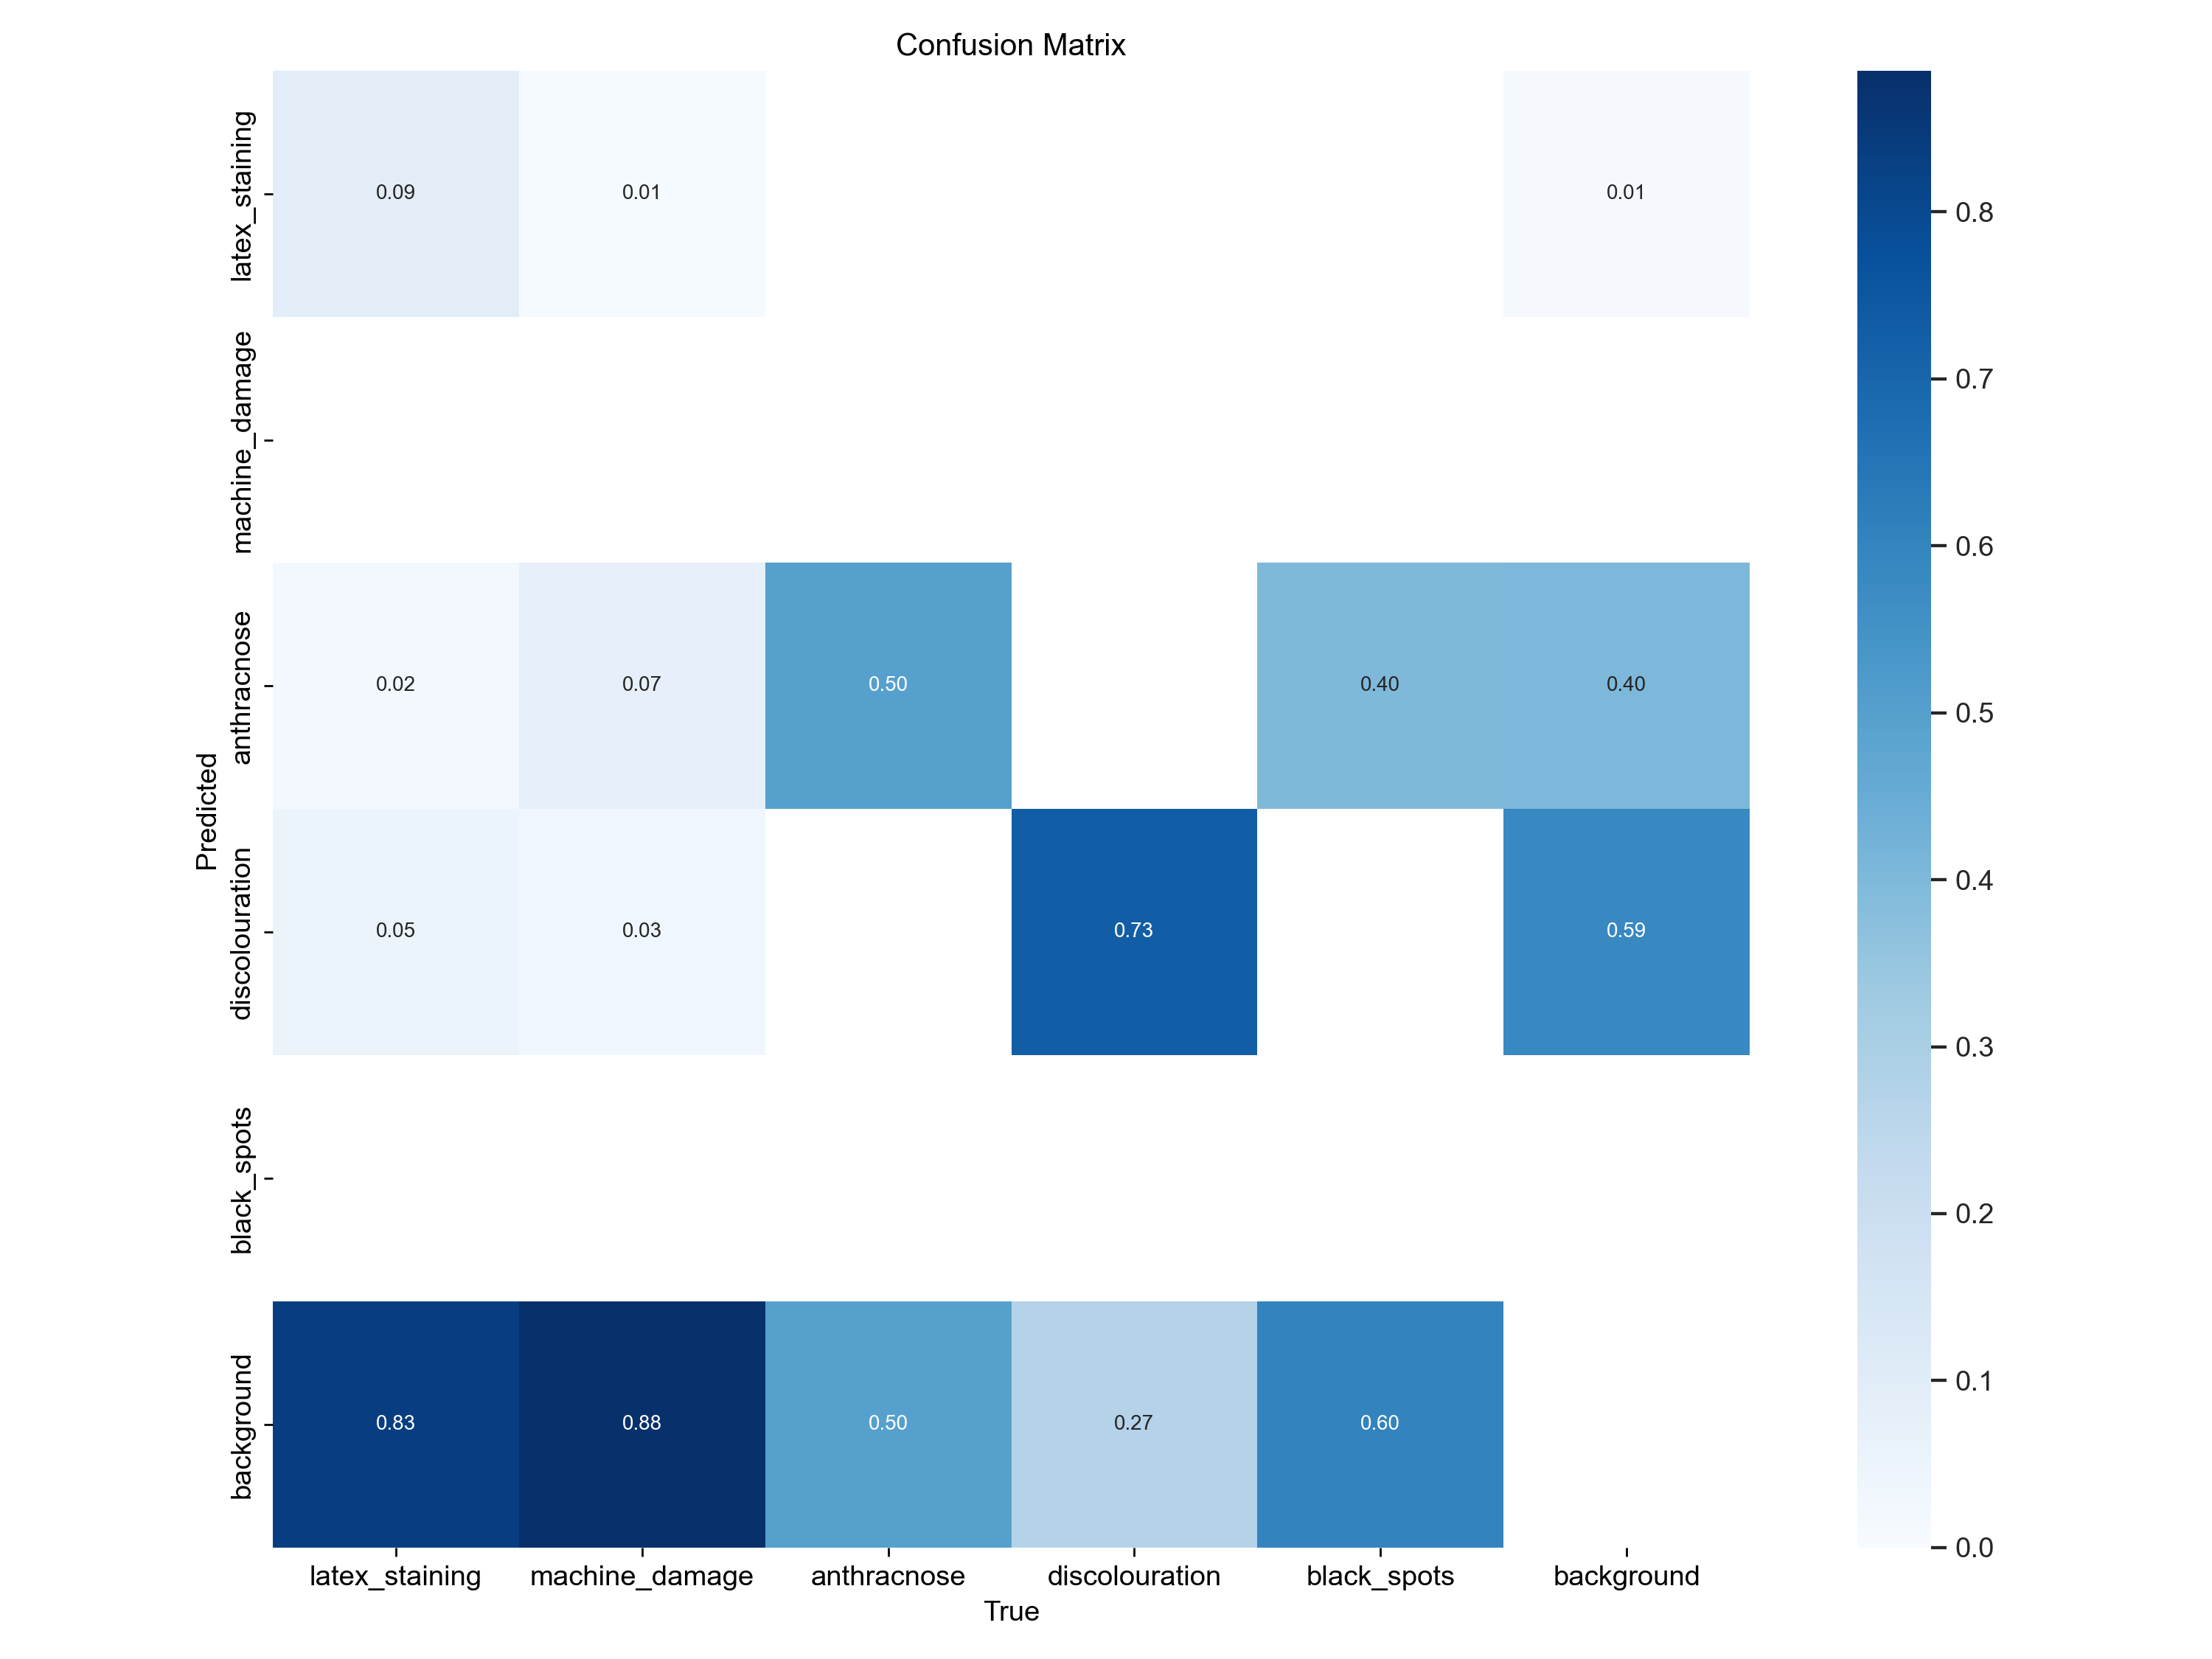 Confusion Matrix
latex_staining
0.09 0.01 0.01
machine_damage
anthracnose
0.02 0.07 0.50 0.40 0.40
discolouration
0.05 0.03 0.73 0.59
black_spots
background
0.83 0.88 0.50 0.27 0.60
Predicted
latex_staining machine_damage anthracnose discolouration black_spots background
True
0.8
0.7
0.6
0.5
0.4
0.3
0.2
0.1
0.0